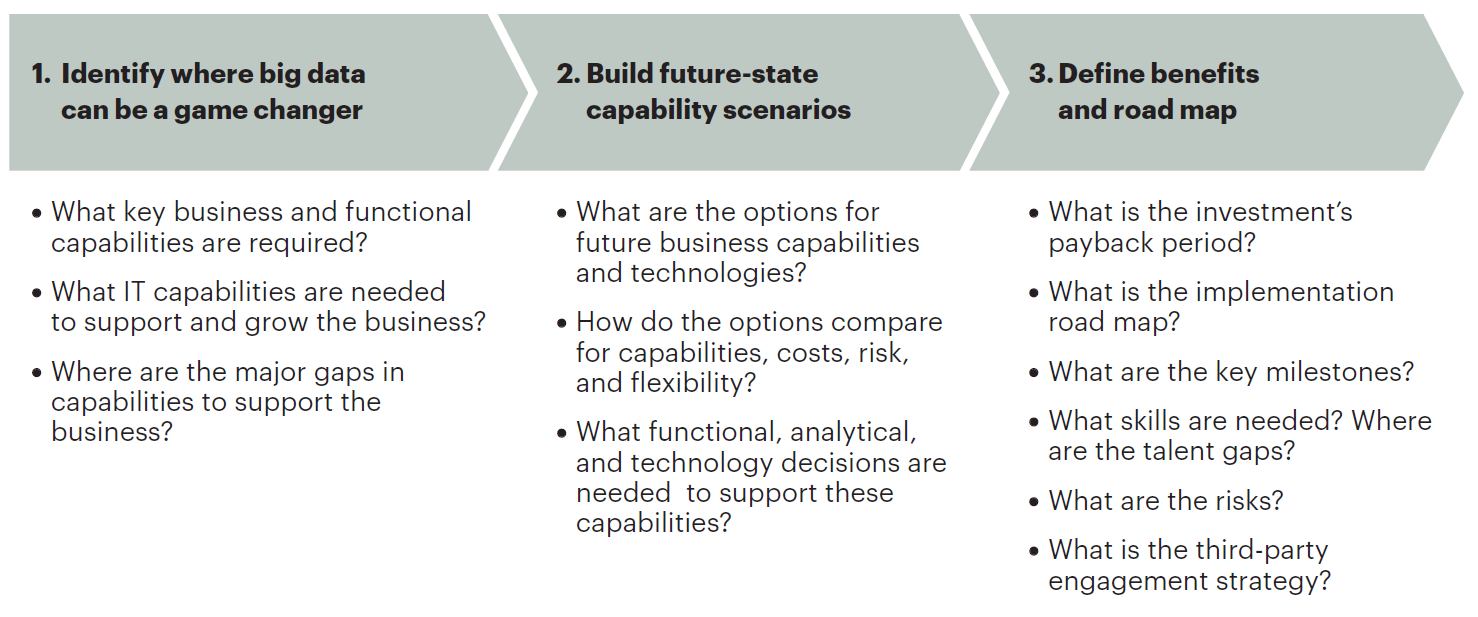 1. Identify where big data
can be a game changer
• What key business and functional
capabilities are required?
• What IT capabilities are needed
to support and grow the business?
• Where are the major gaps in
capabilities to support the
business?
2. Build future-state
capability scenarios
• What are the options for
future business capabilities
and technologies?
• How do the options compare
for capabilities, costs, risk,
and flexibility?
• What functional, analytical,
and technology decisions are
needed  to support these
capabilities?
3. Define benefits
and road map
• What is the investment’s
payback period?
• What is the implementation
road map?
• What are the key milestones?
• What skills are needed? Where
are the talent gaps?
• What are the risks?
• What is the third-party
engagement strategy?